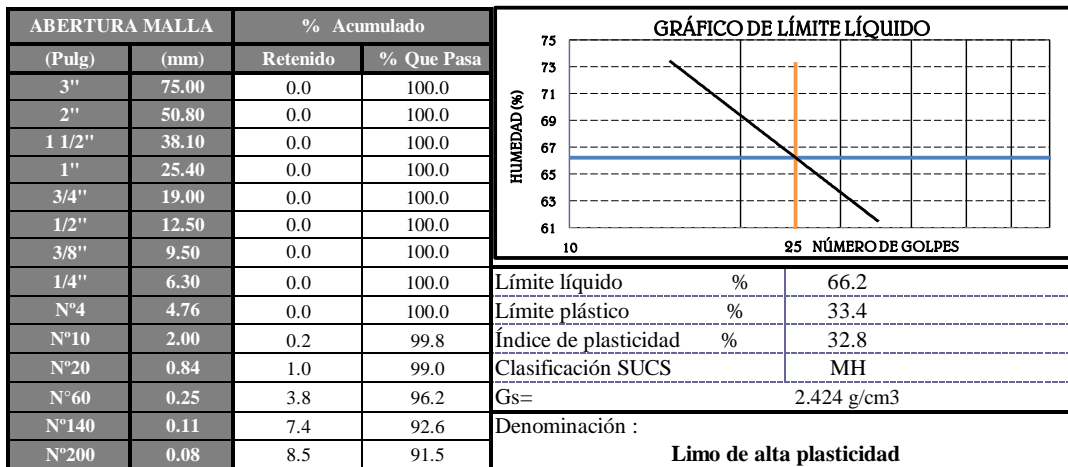 ABERTURA MALLA % Acumulado
(Pulg) (mm) Retenido % Que Pasa
3'' 75.00 0.0 100.0
2'' 50.80 0.0 100.0
1 1/2'' 38.10 0.0 100.0
1'' 25.40 0.0 100.0
3/4'' 19.00 0.0 100.0
1/2'' 12.50 0.0 100.0
3/8'' 9.50 0.0 100.0
1/4'' 6.30 0.0 100.0
Nº4 4.76 0.0 100.0
Nº10 2.00 0.2 99.8
Nº20 0.84 1.0 99.0
N°60 0.25 3.8 96.2
Nº140 0.11 7.4 92.6
Nº200 0.08 8.5 91.5
GRÁFICO DE LÍMITE LÍQUIDO
HUMEDAD (%)
75
73
71
69
67
65
63
61
10 25 NÚMERO DE GOLPES
Límite líquido % 66.2
Límite plástico % 33.4
Índice de plasticidad % 32.8
Clasificación SUCS MH
Gs= 2.424 g/cm3
Denominación :
Limo de alta plasticidad